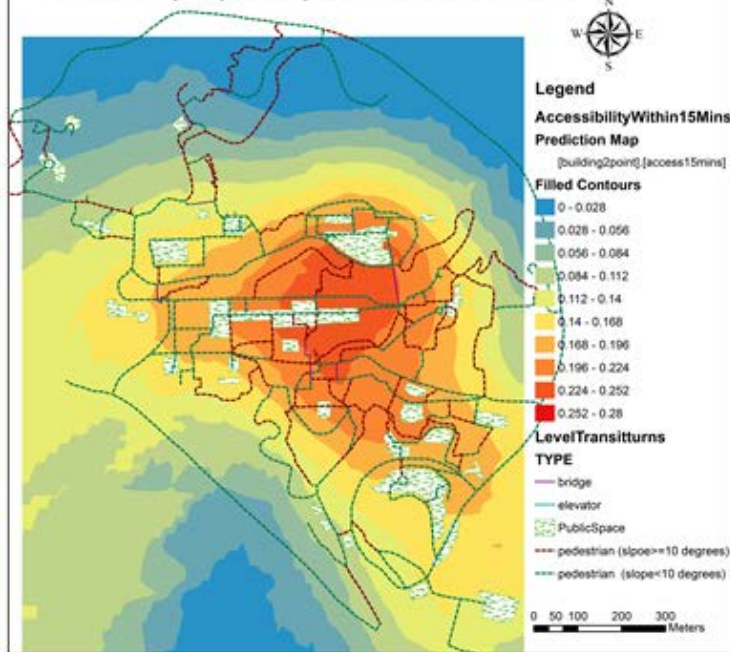 N
W E
S
Legend
AccessibilityWithin15Mins
Prediction Map
[building2point].[access15mins]
Filled Contours
0 - 0.028
0.028 - 0.056
0.056 - 0.084
0.084 - 0.112
0.112 - 0.14
0.14 - 0.168
0.168 - 0.196
0.196 - 0.224
0.224 - 0.252
0.252 - 0.28
LevelTransitturns
TYPE
bridge
elevator
PublicSpace
pedestrian (slpoe>=10 degrees)
pedestrian (slope<10 degrees)
0 50 100 200 300
Meters